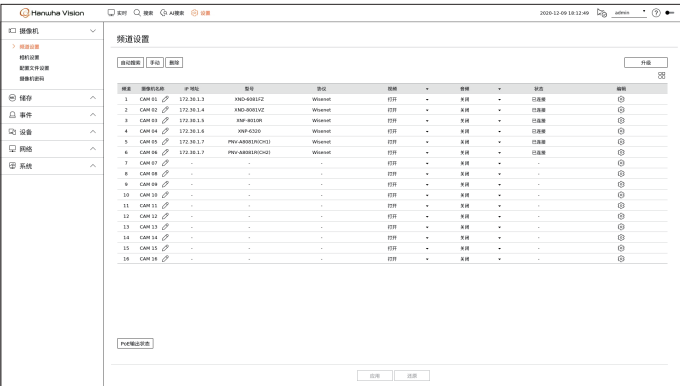 Hanwha Vision 实时 搜索 AI搜索 设置 2020-12-09 18:12:49 admin
摄像机
频道设置
相机设置
配置文件设置
摄像机密码
储存
事件
设备
网络
系统
频道设置
自动搜索 手动 删除 升级
频道 摄像机名称 IP 地址 型号 协议 视频 音频 状态 编辑
1 CAM 01 172.30.1.3 XND-6081FZ Wisenet 打开 关闭 已连接
2 CAM 02 172.30.1.4 XND-8081VZ Wisenet 打开 关闭 已连接
3 CAM 03 172.30.1.5 XNF-8010R Wisenet 打开 关闭 已连接
4 CAM 04 172.30.1.6 XNP-6320 Wisenet 打开 关闭 已连接
5 CAM 05 172.30.1.7 PNV-A8081R(CH1) Wisenet 打开 关闭 已连接
6 CAM 06 172.30.1.7 PNV-A8081R(CH2) Wisenet 打开 关闭 已连接
7 CAM 07 - - - 打开 关闭 -
8 CAM 08 - - - 打开 关闭 -
9 CAM 09 - - - 打开 关闭 -
10 CAM 10 - - - 打开 关闭 -
11 CAM 11 - - - 打开 关闭 -
12 CAM 12 - - - 打开 关闭 -
13 CAM 13 - - - 打开 关闭 -
14 CAM 14 - - - 打开 关闭 -
15 CAM 15 - - - 打开 关闭 -
16 CAM 16 - - - 打开 关闭 -
PoE输出状态
应用 还原